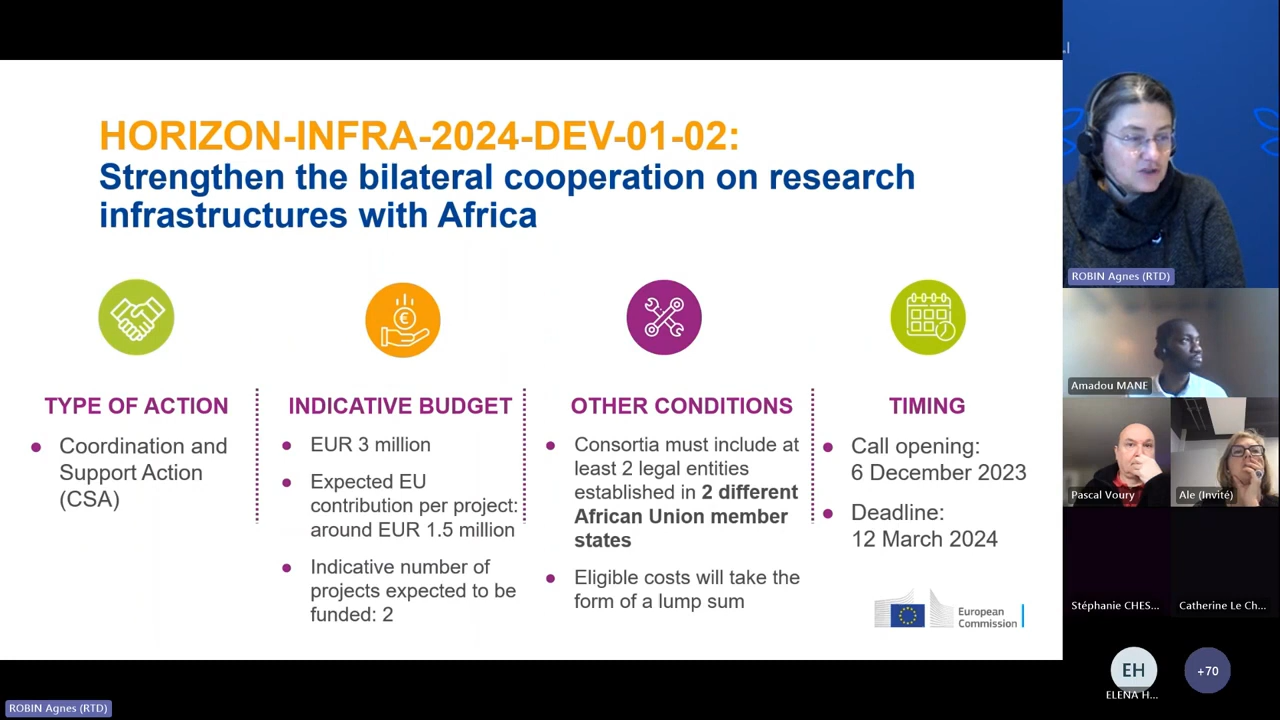 HORIZON-INFRA-2024-DEV-01-02:
Strengthen the bilateral cooperation on research
infrastructures with Africa
TYPE OF ACTION
● Coordination and
Support Action
(CSA)
INDICATIVE BUDGET
● EUR 3 million
● Expected EU
contribution per project:
around EUR 1.5 million
● Indicative number of
projects expected to be
funded: 2
OTHER CONDITIONS
● Consortia must include at
least 2 legal entities
established in 2 different
African Union member
states
● Eligible costs will take the
form of a lump sum
TIMING
● Call opening:
6 December 2023
● Deadline:
12 March 2024
European
Commission
ROBIN Agnes (RTD)
Amadou MANE
Pascal Voury
Ale (Invité)
Stéphanie CHES...
Catherine Le Ch...
EH
ELENA H...
+70
ROBIN Agnes (RTD)